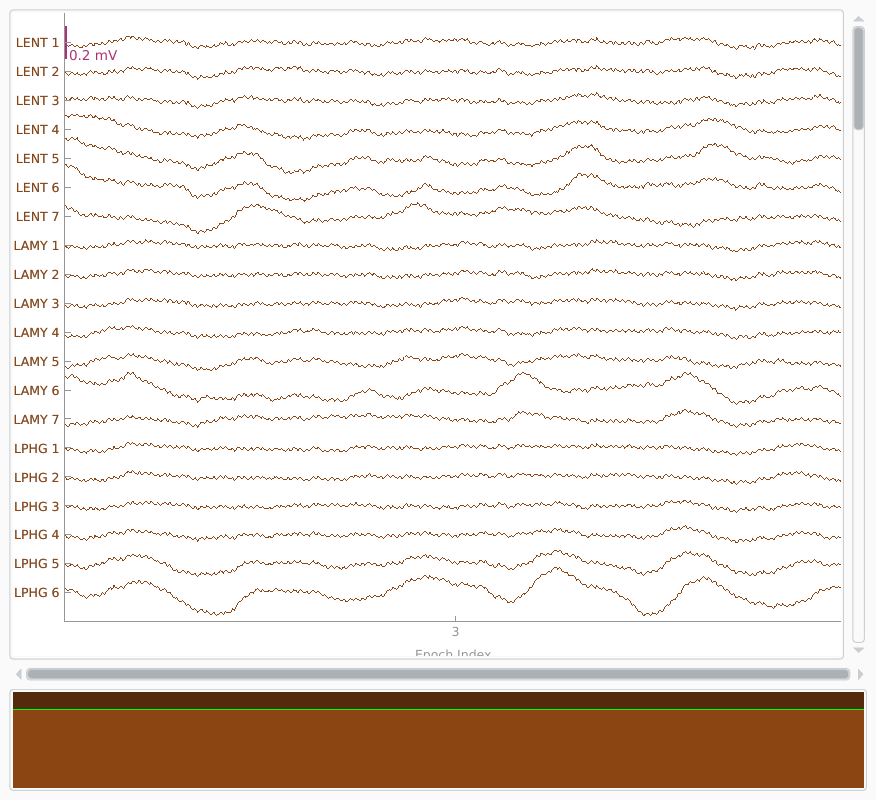 LENT 1
0.2 mV
LENT 2
LENT 3
LENT 4
LENT 5
LENT 6
LENT 7
LAMY 1
LAMY 2
LAMY 3
LAMY 4
LAMY 5
LAMY 6
LAMY 7
LPHG 1
LPHG 2
LPHG 3
LPHG 4
LPHG 5
LPHG 6
3
Epoch Index